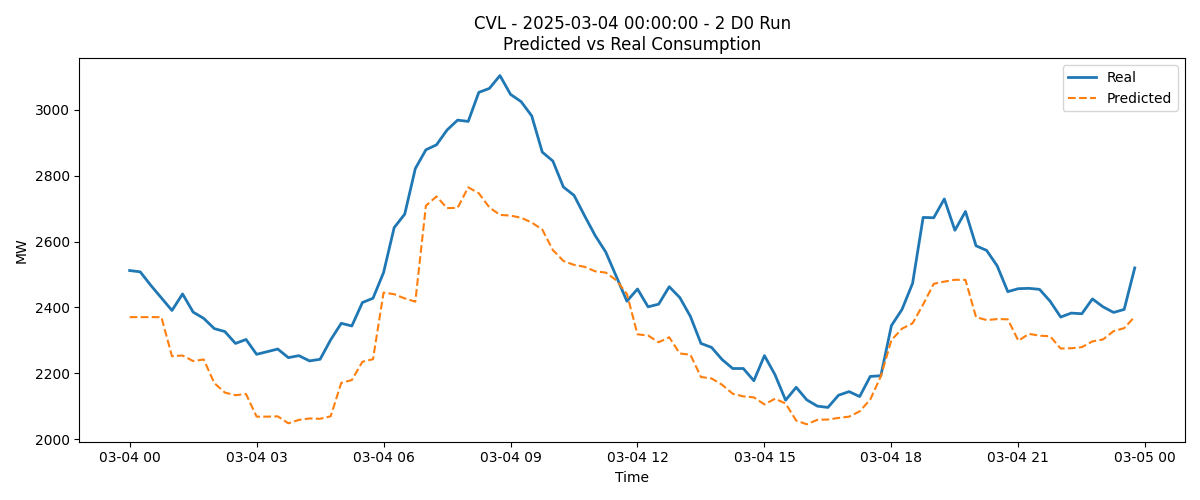 CVL - 2025-03-04 00:00:00 - 2 D0 Run
Predicted vs Real Consumption
Real
Predicted
MW
3000
2800
2600
2400
2200
2000
03-04 00
03-04 03
03-04 06
03-04 09
03-04 12
03-04 15
03-04 18
03-04 21
03-05 00
Time